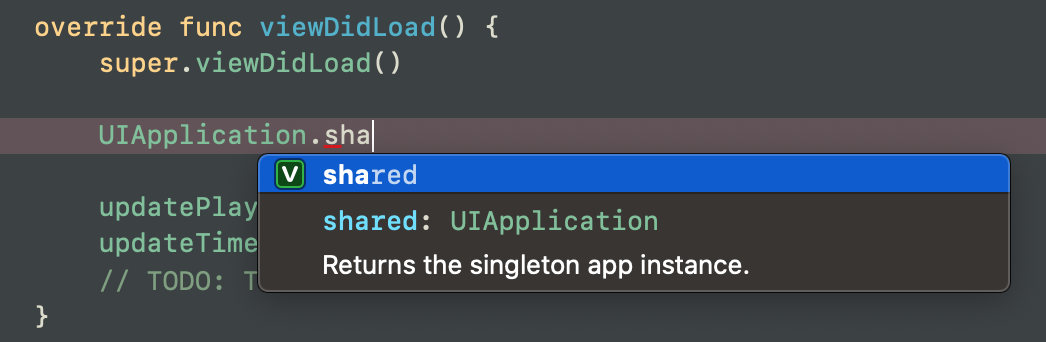 override func viewDidLoad() {
super.viewDidLoad()
UIApplication.sha
V shared
shared: UIApplication
Returns the singleton app instance.
updatePlay
updateTime
// TODO: T
}